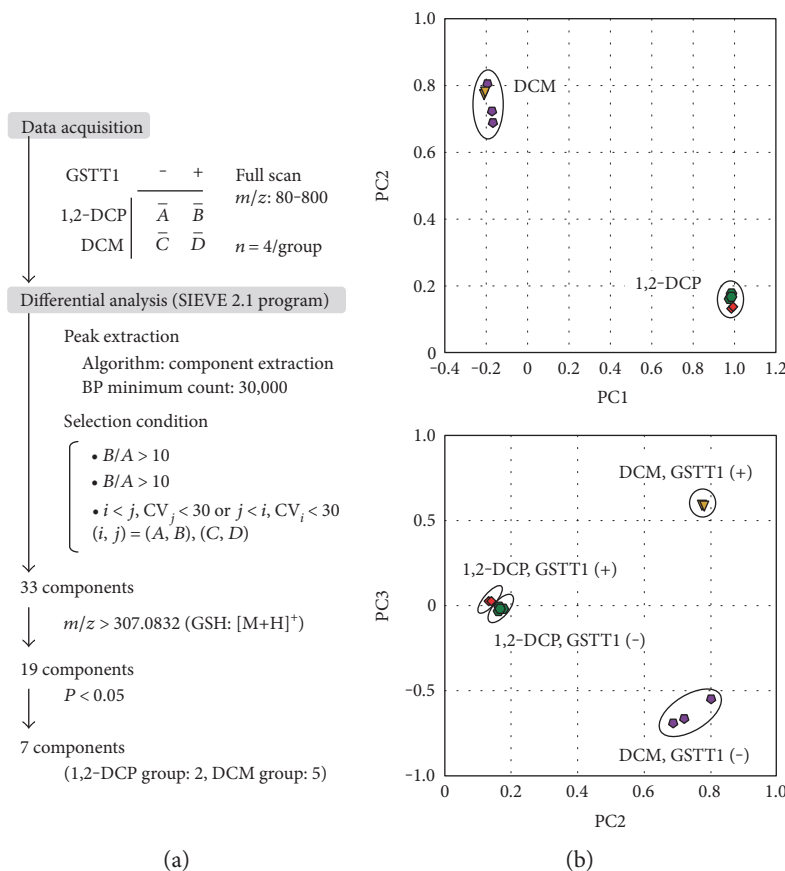 Data acquisition
GSTT1 - + Full scan
m/z: 80-800
1,2-DCP A̅ B̅
DCM C̅ D̅ n = 4/group
Differential analysis (SIEVE 2.1 program)
Peak extraction
Algorithm: component extraction
BP minimum count: 30,000
Selection condition
• B/A > 10
• B/A > 10
• i < j, CVj < 30 or j < i, CVi < 30
(i, j) = (A, B), (C, D)
33 components
m/z > 307.0832 (GSH: [M+H]+)
19 components
P < 0.05
7 components
(1,2-DCP group: 2, DCM group: 5)
(a)
1.0
0.8
0.6
0.4
0.2
0
PC2
DCM
1,2-DCP
−0.4 −0.2 0 0.2 0.4 0.6 0.8 1.0 1.2
PC1
1.0
0.5
0
−0.5
−1.0
PC3
DCM, GSTT1 (+)
1,2-DCP, GSTT1 (+)
1,2-DCP, GSTT1 (−)
DCM, GSTT1 (−)
0 0.2 0.4 0.6 0.8 1.0
PC2
(b)